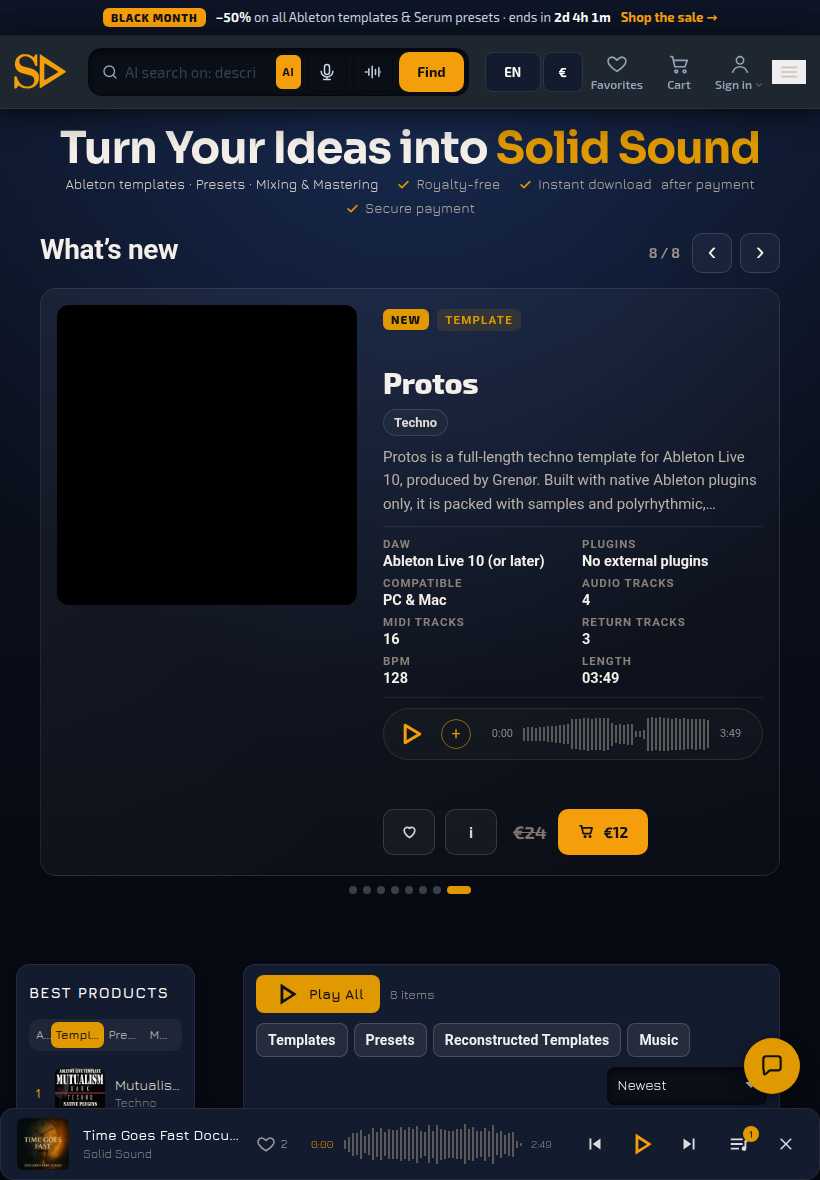 BLACK MONTH −50% on all Ableton templates & Serum presets · ends in 2d 4h 1m Shop the sale →
AI search on: descri AI Find EN € Favorites Cart Sign in
Turn Your Ideas into Solid Sound
Ableton templates · Presets · Mixing & Mastering Royalty-free Instant download after payment
Secure payment
What's new 8 / 8
NEW TEMPLATE
Protos
Techno
Protos is a full-length techno template for Ableton Live
10, produced by Grenør. Built with native Ableton plugins
only, it is packed with samples and polyrhythmic,…
DAW PLUGINS
Ableton Live 10 (or later) No external plugins
COMPATIBLE AUDIO TRACKS
PC & Mac 4
MIDI TRACKS RETURN TRACKS
16 3
BPM LENGTH
128 03:49
+ 0:00 3:49
i €24 €12
BEST PRODUCTS
Play All 8 items
A... Templ... Pre... M...
Templates Presets Reconstructed Templates Music
Newest
1 MUTUALISM Mutualis...
Techno
TIME GOES FAST
Time Goes Fast Docu... 2 0:00 2:49 1
Solid Sound